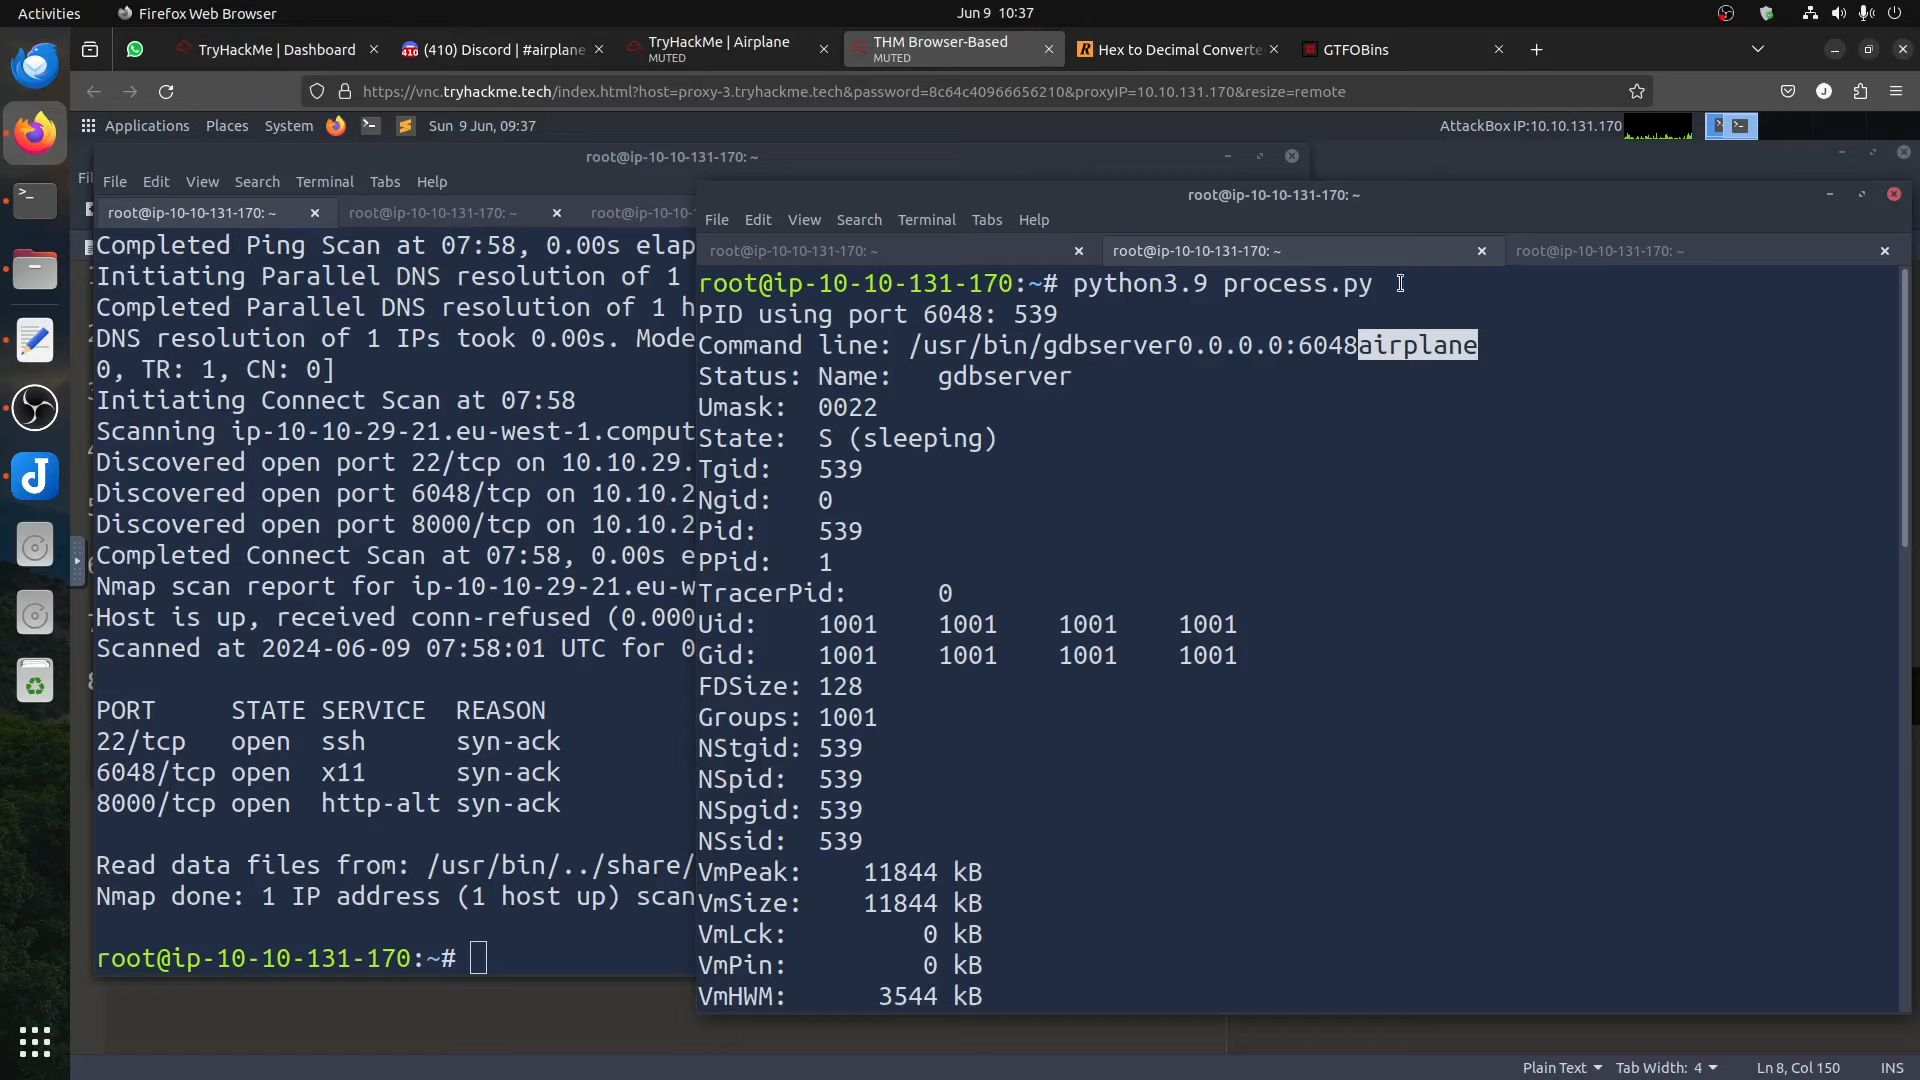 Activities
Firefox Web Browser
Jun 9 10:37
TryHackMe | Dashboard
(410) Discord | #airplane
TryHackMe | Airplane
MUTED
THM Browser-Based
MUTED
Hex to Decimal Converte
GTFOBins
https://vnc.tryhackme.tech/index.html?host=proxy-3.tryhackme.tech&password=8c64c40966656210&proxyIP=10.10.131.170&resize=remote
Applications Places System
Sun 9 Jun, 09:37
AttackBox IP:10.10.131.170
root@ip-10-10-131-170: ~
File Edit View Search Terminal Tabs Help
root@ip-10-10-131-170: ~
root@ip-10-10-131-170: ~
root@ip-10-10
Completed Ping Scan at 07:58, 0.00s elap
Initiating Parallel DNS resolution of 1
Completed Parallel DNS resolution of 1 h
DNS resolution of 1 IPs took 0.00s. Mode
0, TR: 1, CN: 0]
Initiating Connect Scan at 07:58
Scanning ip-10-10-29-21.eu-west-1.comput
Discovered open port 22/tcp on 10.10.29.
Discovered open port 6048/tcp on 10.10.2
Discovered open port 8000/tcp on 10.10.2
Completed Connect Scan at 07:58, 0.00s e
Nmap scan report for ip-10-10-29-21.eu-w
Host is up, received conn-refused (0.000
Scanned at 2024-06-09 07:58:01 UTC for 0
PORT STATE SERVICE REASON
22/tcp open ssh syn-ack
6048/tcp open x11 syn-ack
8000/tcp open http-alt syn-ack
Read data files from: /usr/bin/../share/
Nmap done: 1 IP address (1 host up) scan
root@ip-10-10-131-170:~#
root@ip-10-10-131-170: ~
File Edit View Search Terminal Tabs Help
root@ip-10-10-131-170: ~
root@ip-10-10-131-170: ~
root@ip-10-10-131-170: ~
root@ip-10-10-131-170:~# python3.9 process.py
PID using port 6048: 539
Command line: /usr/bin/gdbserver0.0.0.0:6048airplane
Status: Name: gdbserver
Umask: 0022
State: S (sleeping)
Tgid: 539
Ngid: 0
Pid: 539
PPid: 1
TracerPid: 0
Uid: 1001 1001 1001 1001
Gid: 1001 1001 1001 1001
FDSize: 128
Groups: 1001
NStgid: 539
NSpid: 539
NSpgid: 539
NSsid: 539
VmPeak: 11844 kB
VmSize: 11844 kB
VmLck: 0 kB
VmPin: 0 kB
VmHWM: 3544 kB
Plain Text
Tab Width: 4
Ln 8, Col 150
INS